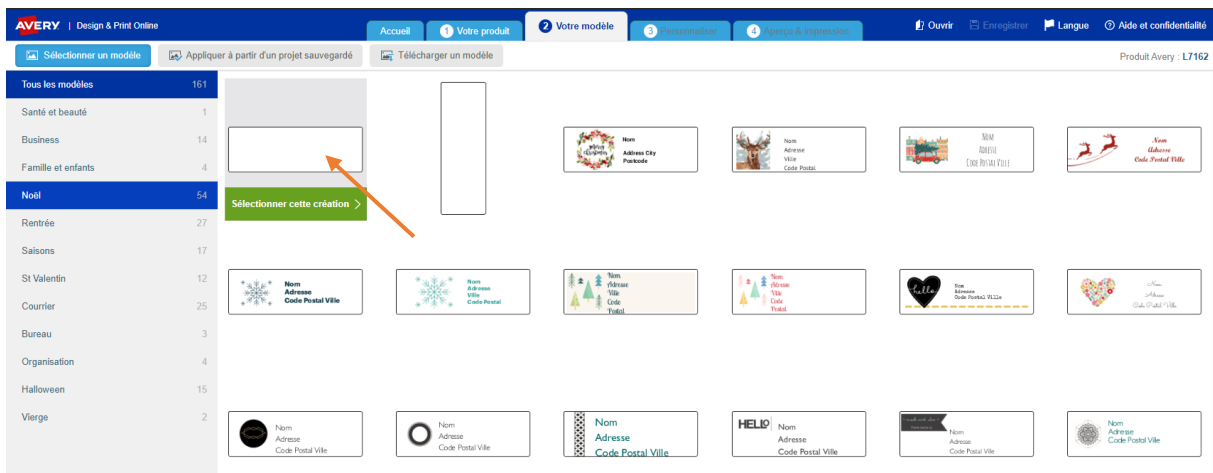 AVERY | Design & Print Online
Accueil
1 Votre produit
2 Votre modèle
3 Personnaliser
4 Aperçu & impression
Ouvrir
Enregistrer
Langue
Aide et confidentialité
Sélectionner un modèle
Appliquer à partir d'un projet sauvegardé
Télécharger un modèle
Produit Avery : L7162
Tous les modèles 161
Santé et beauté 1
Business 14
Famille et enfants 4
Noël 54
Rentrée 27
Saisons 17
St Valentin 12
Courrier 25
Bureau 3
Organisation 4
Halloween 15
Vierge 2
Sélectionner cette création
merry
christmas
Nom
Address City
Postcode
Nom
Adresse
Ville
Code Postal
Nom
Adresse
Code Postal Ville
Nom
Adresse
Code Postal Ville
Nom
Adresse
Code Postal Ville
Nom
Adresse
Ville
Code Postal
Nom
Adresse
Ville
Code
Postal
Nom
Adresse
Ville
Code
Postal
hello
Nom
Adresse
Code Postal Ville
Nom
Adresse
Code Postal Ville
Nom
Adresse
Code Postal Ville
Nom
Adresse
Code Postal Ville
Nom
Adresse
Code Postal Ville
HELLO
Nom
Adresse
Code Postal Ville
Nom
Adresse
Code Postal Ville
Nom
Adresse
Code Postal Ville